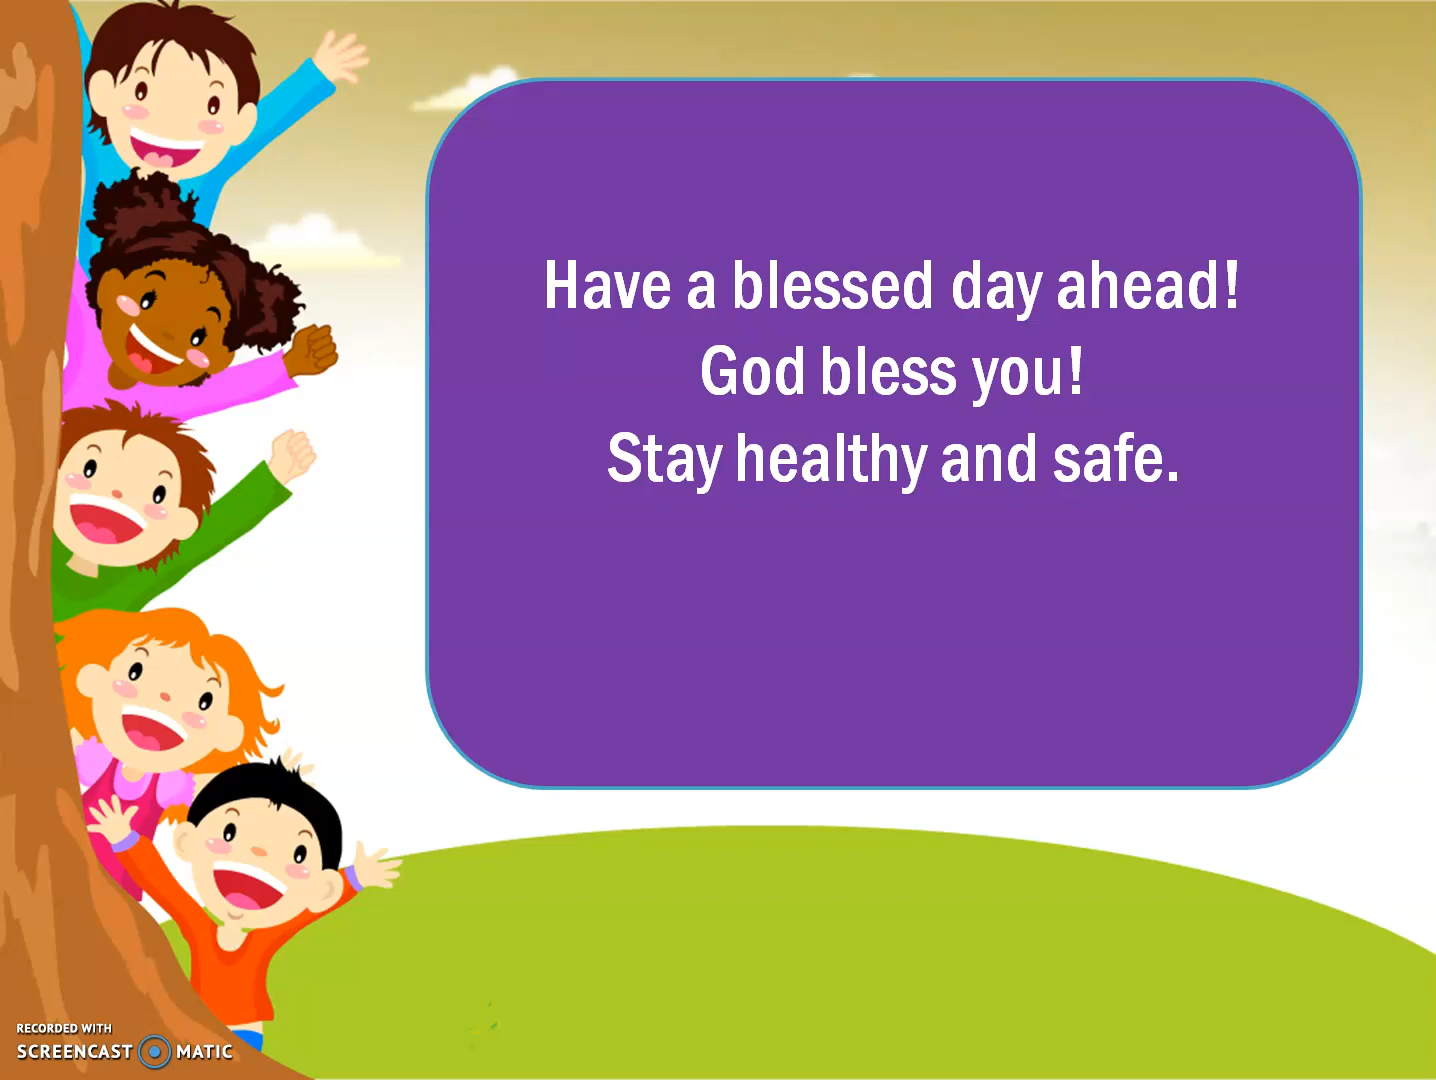 Have a blessed day ahead!
God bless you!
Stay healthy and safe.
RECORDED WITH
SCREENCAST MATIC